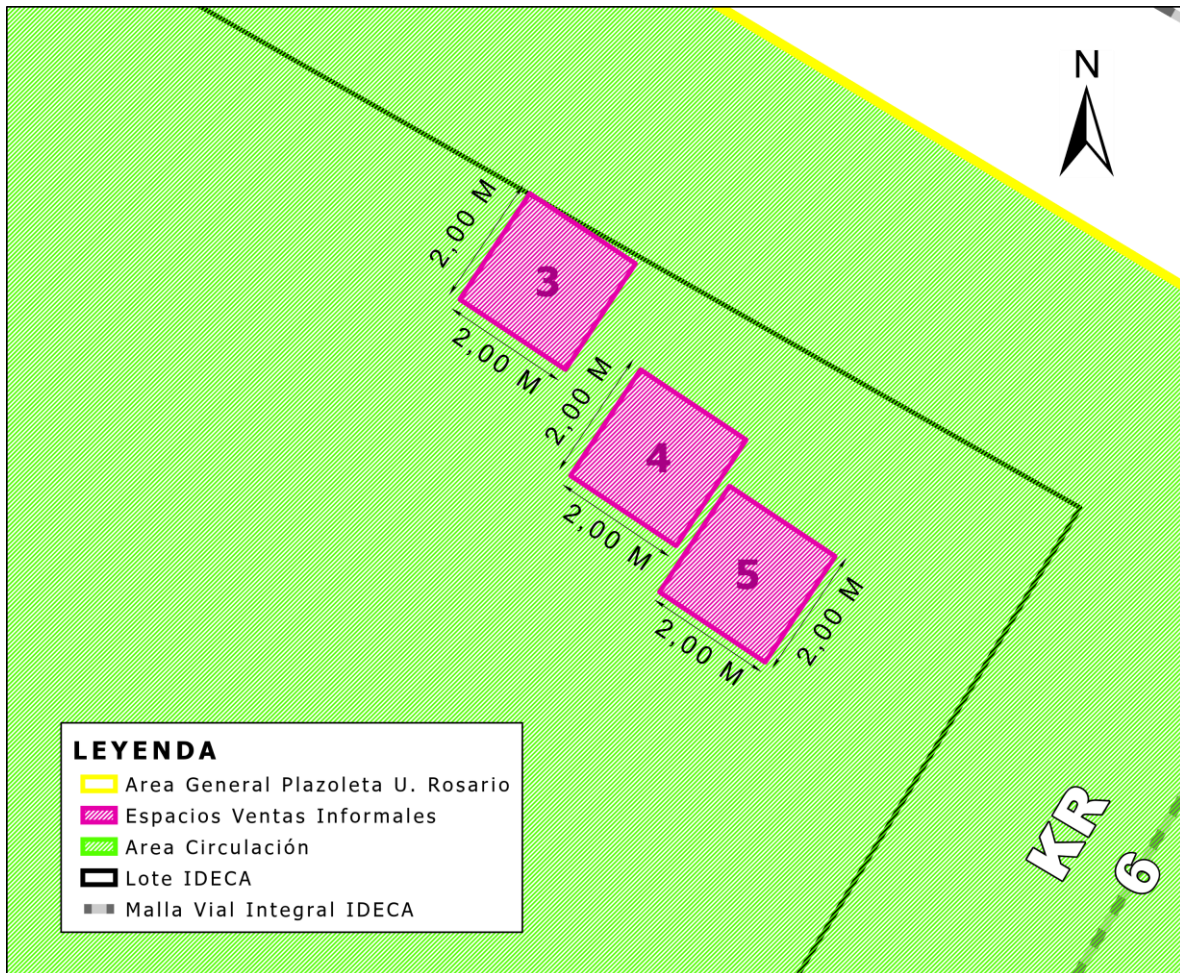 N
2,00 M
3
2,00 M
2,00 M
4
2,00 M
5
2,00 M
2,00 M
LEYENDA
Area General Plazoleta U. Rosario
Espacios Ventas Informales
Area Circulación
Lote IDECA
Malla Vial Integral IDECA
KR
6